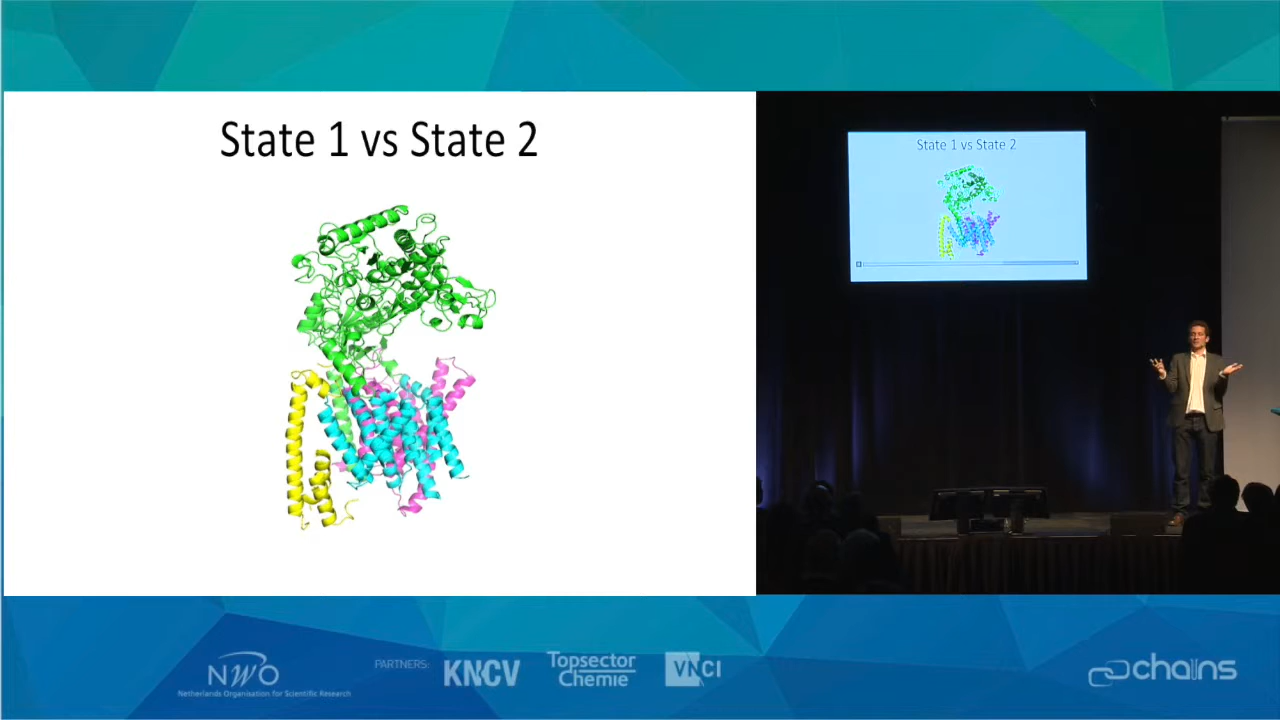 State 1 vs State 2
State 1 vs State 2
NWO
Netherlands Organisation for Scientific Research
PARTNERS:
KNCV
Topsector
Chemie
VNCI
chains